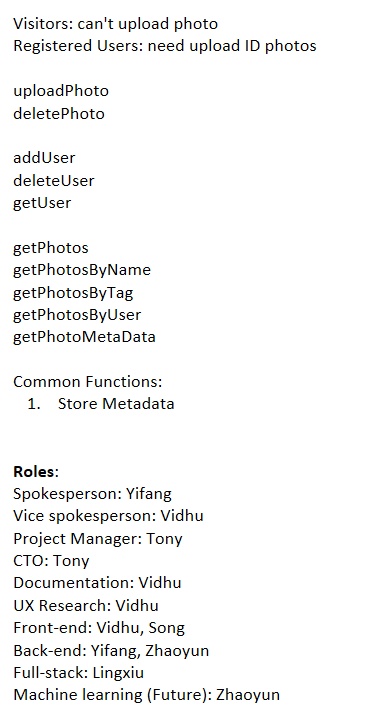 Visitors: can't upload photo
Registered Users: need upload ID photos
uploadPhoto
deletePhoto
addUser
deleteUser
getUser
getPhotos
getPhotosByName
getPhotosByTag
getPhotosByUser
getPhotoMetaData
Common Functions:
1. Store Metadata
Roles:
Spokesperson: Yifang
Vice spokesperson: Vidhu
Project Manager: Tony
CTO: Tony
Documentation: Vidhu
UX Research: Vidhu
Front-end: Vidhu, Song
Back-end: Yifang, Zhaoyun
Full-stack: Lingxiu
Machine learning (Future): Zhaoyun